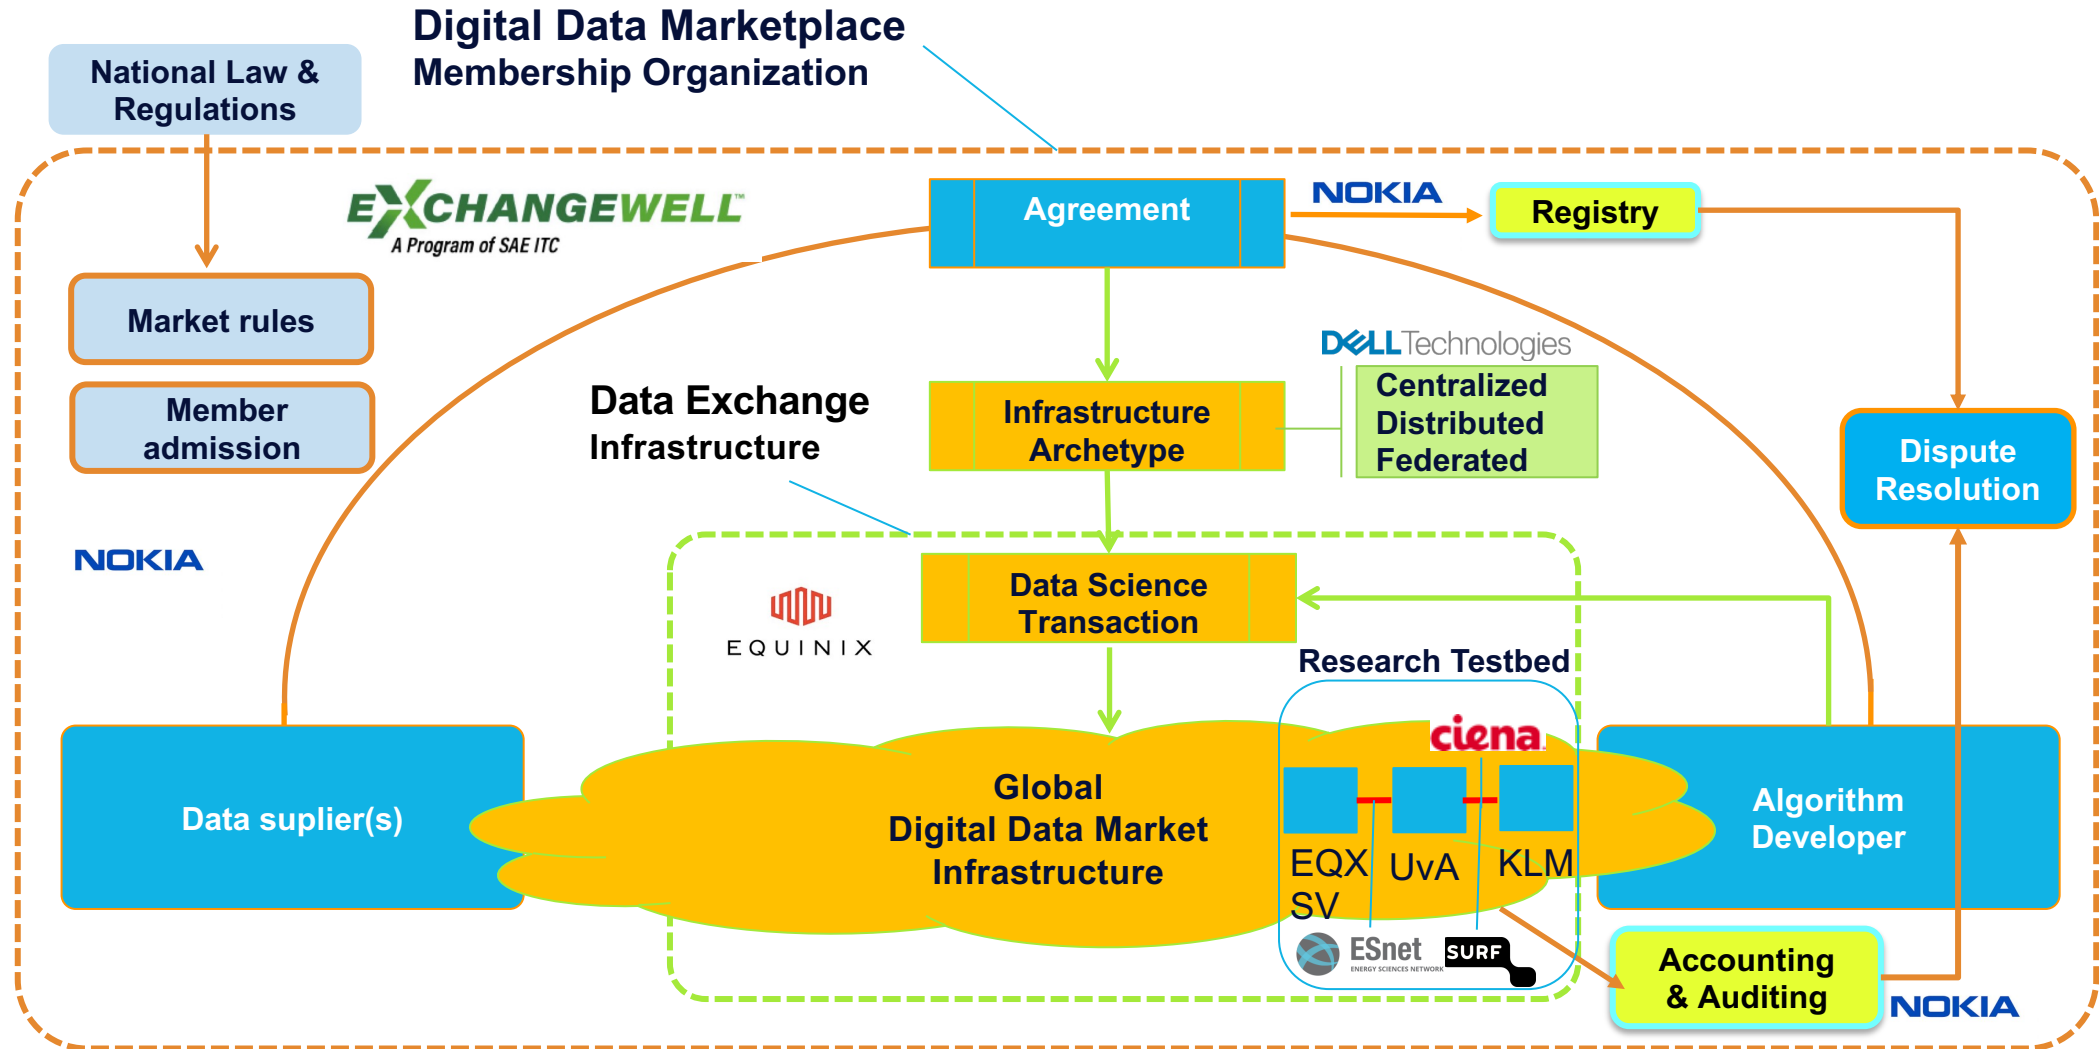 Digital Data Marketplace
Membership Organization
National Law &
Regulations
EXCHANGEWELL™
A Program of SAE ITC
Agreement
NOKIA
Registry
Market rules
Member
admission
DELL Technologies
Centralized
Distributed
Federated
Data Exchange
Infrastructure
Infrastructure
Archetype
Dispute
Resolution
NOKIA
EQUINIX
Data Science
Transaction
Research Testbed
ciena
Data suplier(s)
Global
Digital Data Market
Infrastructure
EQX
SV
UvA
KLM
Algorithm
Developer
ESnet
ENERGY SCIENCES NETWORK
SURF
Accounting
& Auditing
NOKIA